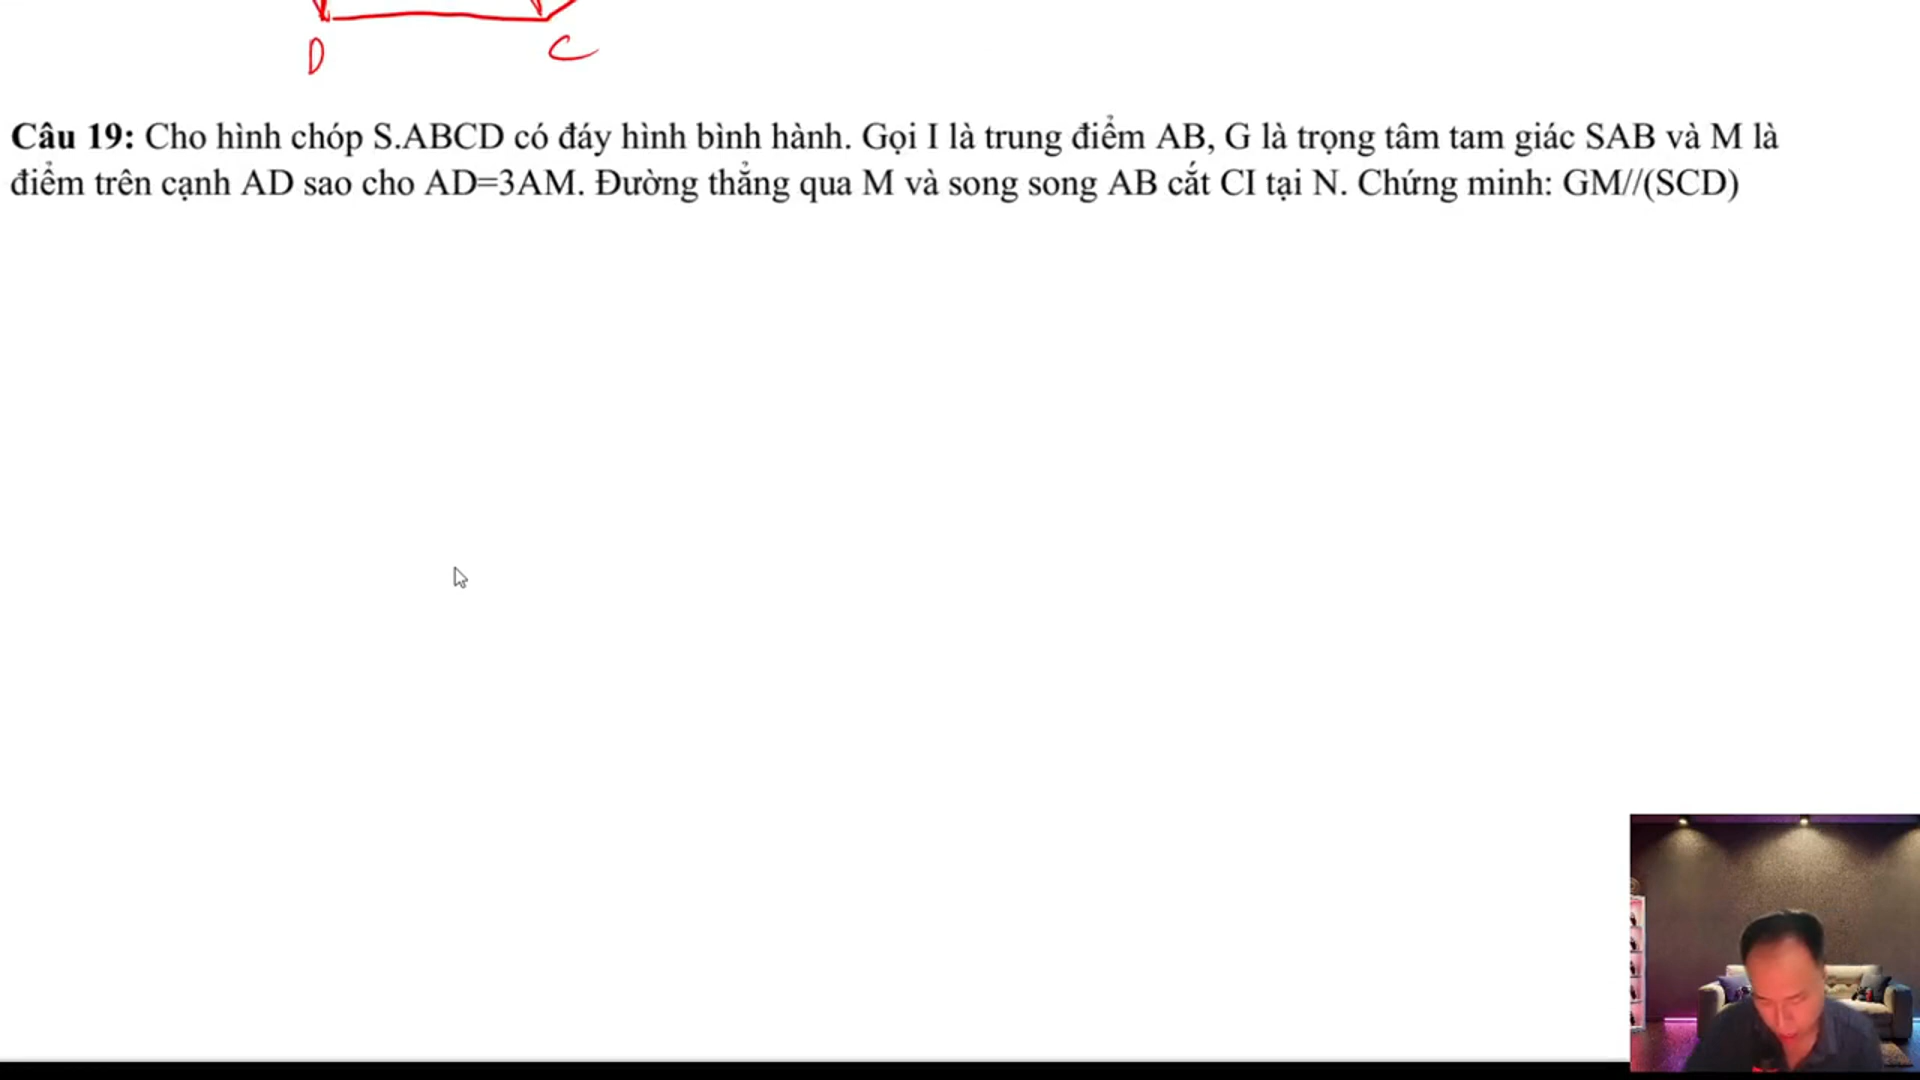 D C
Câu 19: Cho hình chóp S.ABCD có đáy hình bình hành. Gọi I là trung điểm AB, G là trọng tâm tam giác SAB và M là
điểm trên cạnh AD sao cho AD=3AM. Đường thẳng qua M và song song AB cắt CI tại N. Chứng minh: GM//(SCD)